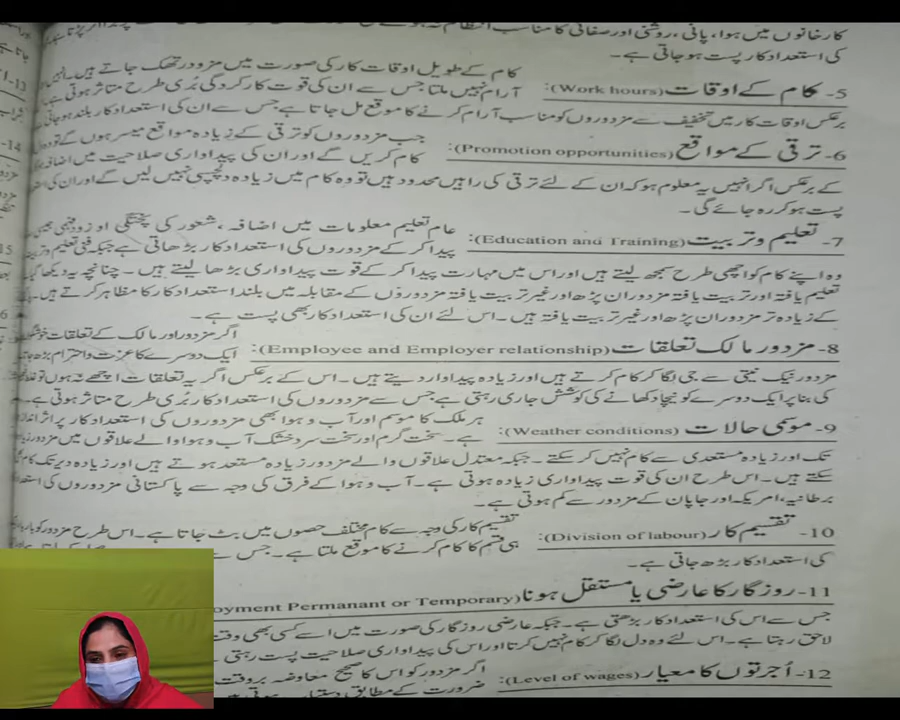 کارخانوں میں ہوا، پانی، روشنی اور صفائی کا مناسب انتظام نہ ہو
کی استعداد کار پست ہو جاتی ہے۔
5- کام کے اوقات (Work hours): کام کے طویل اوقات کار کی صورت میں مزدور تھک جاتے ہیں۔ انہیں
آرام نہیں ملتا جس سے ان کی قوت کارکردگی بُری طرح متاثر ہوتی ہے
برعکس اوقات کار میں تخفیف سے مزدوروں کو مناسب آرام کرنے کا موقع مل جاتا ہے جس سے ان کی استعداد کار بلند ہو جاتی
6- ترقی کے مواقع (Promotion opportunities): جب مزدوروں کو ترقی کے زیادہ مواقع میسر ہوں گے تو وہ
کام کریں گے اور ان کی پیداواری صلاحیت میں اضافہ
کے برعکس اگر انہیں یہ معلوم ہو کہ ان کے لئے ترقی کی راہیں محدود ہیں تو وہ کام میں زیادہ دلچسپی نہیں لیں گے اور ان کی
پست ہو کر رہ جائے گی۔
7- تعلیم و تربیت (Education and Training): عام تعلیم معلومات میں اضافہ، شعور کی پختگی اور
پیدا کر کے مزدوروں کی استعداد کار بڑھاتی ہے جبکہ فنی تعلیم و تربیت
وہ اپنے کام کو اچھی طرح سمجھ لیتے ہیں اور اس میں مہارت پیدا کر کے قوت پیداواری بڑھا لیتے ہیں۔ چنانچہ یہ دیکھا گیا
تعلیم یافتہ اور تربیت یافتہ مزدور ان پڑھ اور غیر تربیت یافتہ مزدوروں کے مقابلہ میں بلند استعداد کار کا مظاہر کرتے ہیں۔
کے زیادہ تر مزدور ان پڑھ اور غیر تربیت یافتہ ہیں۔ اس لئے ان کی استعداد کار بھی پست ہے۔
8- مزدور مالک تعلقات (Employee and Employer relationship): اگر مزدور اور مالک کے تعلقات
ایک دوسرے کا عزت و احترام
مزدور نیک نیتی سے جی لگا کر کام کرتے ہیں اور زیادہ پیداوار دیتے ہیں۔ اس کے برعکس اگر یہ تعلقات اچھے نہ ہوں تو
کی بنا پر ایک دوسرے کو نیچا دکھانے کی کوشش جاری رہتی ہے جس سے مزدوروں کی استعداد کار بُری طرح متاثر ہوتی ہے۔
9- موسمی حالات (Weather conditions): ہر ملک کا موسم اور آب و ہوا بھی مزدوروں کی استعداد کار پر اثر انداز
ہے۔ سخت گرم اور سخت سرد خشک آب و ہوا والے علاقوں میں مزدور
تک اور زیادہ مستعدی سے کام نہیں کر سکتے۔ جبکہ معتدل علاقوں والے مزدور زیادہ مستعد ہوتے ہیں اور زیادہ دیر تک کام
سکتے ہیں۔ اس طرح ان کی قوت پیداواری زیادہ ہوتی ہے۔ آب و ہوا کے فرق کی وجہ سے پاکستانی مزدوروں کی
برطانیہ، امریکہ اور جاپان کے مزدور سے کم ہوتی ہے۔
10- تقسیم کار (Division of labour): تقسیم کار کی وجہ سے کام مختلف حصوں میں بٹ جاتا ہے۔ اس طرح مزدور کو
ہی قسم کا کام کرنے کا موقع ملتا ہے۔ جس سے
کی استعداد کار بڑھ جاتی ہے۔
11- روزگار کا عارضی یا مستقل ہونا (oyment Permanant or Temporary
جس سے اس کی استعداد کار بڑھتی ہے۔ جبکہ عارضی روزگار کی صورت میں اسے کسی بھی وقت
لاحق رہتا ہے۔ اس لئے وہ دل لگا کر کام نہیں کرتا اور اس کی پیداواری صلاحیت پست رہتی
12- اُجرتوں کا معیار (Level of wages): اگر مزدور کو اس کا صحیح معاوضہ بروقت
ضرورت کے مطابق